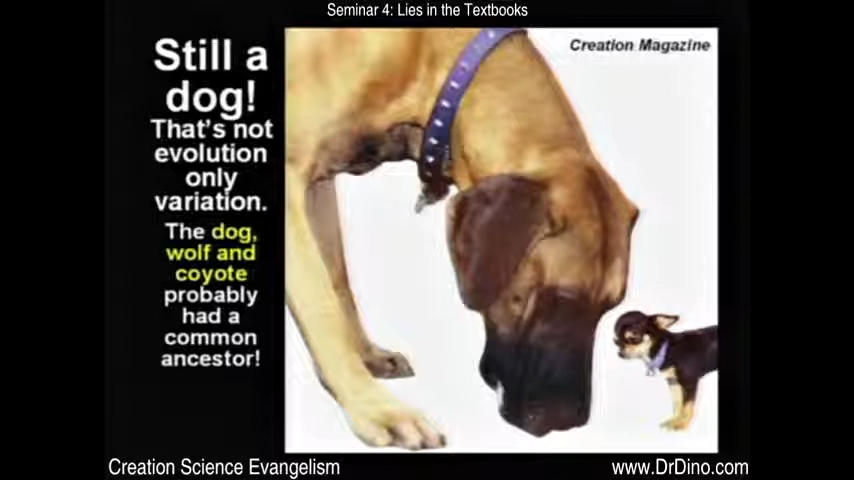 Seminar 4: Lies in the Textbooks
Still a
dog!
That's not
evolution
only
variation.
The dog,
wolf and
coyote
probably
had a
common
ancestor!
Creation Magazine
Creation Science Evangelism
www.DrDino.com